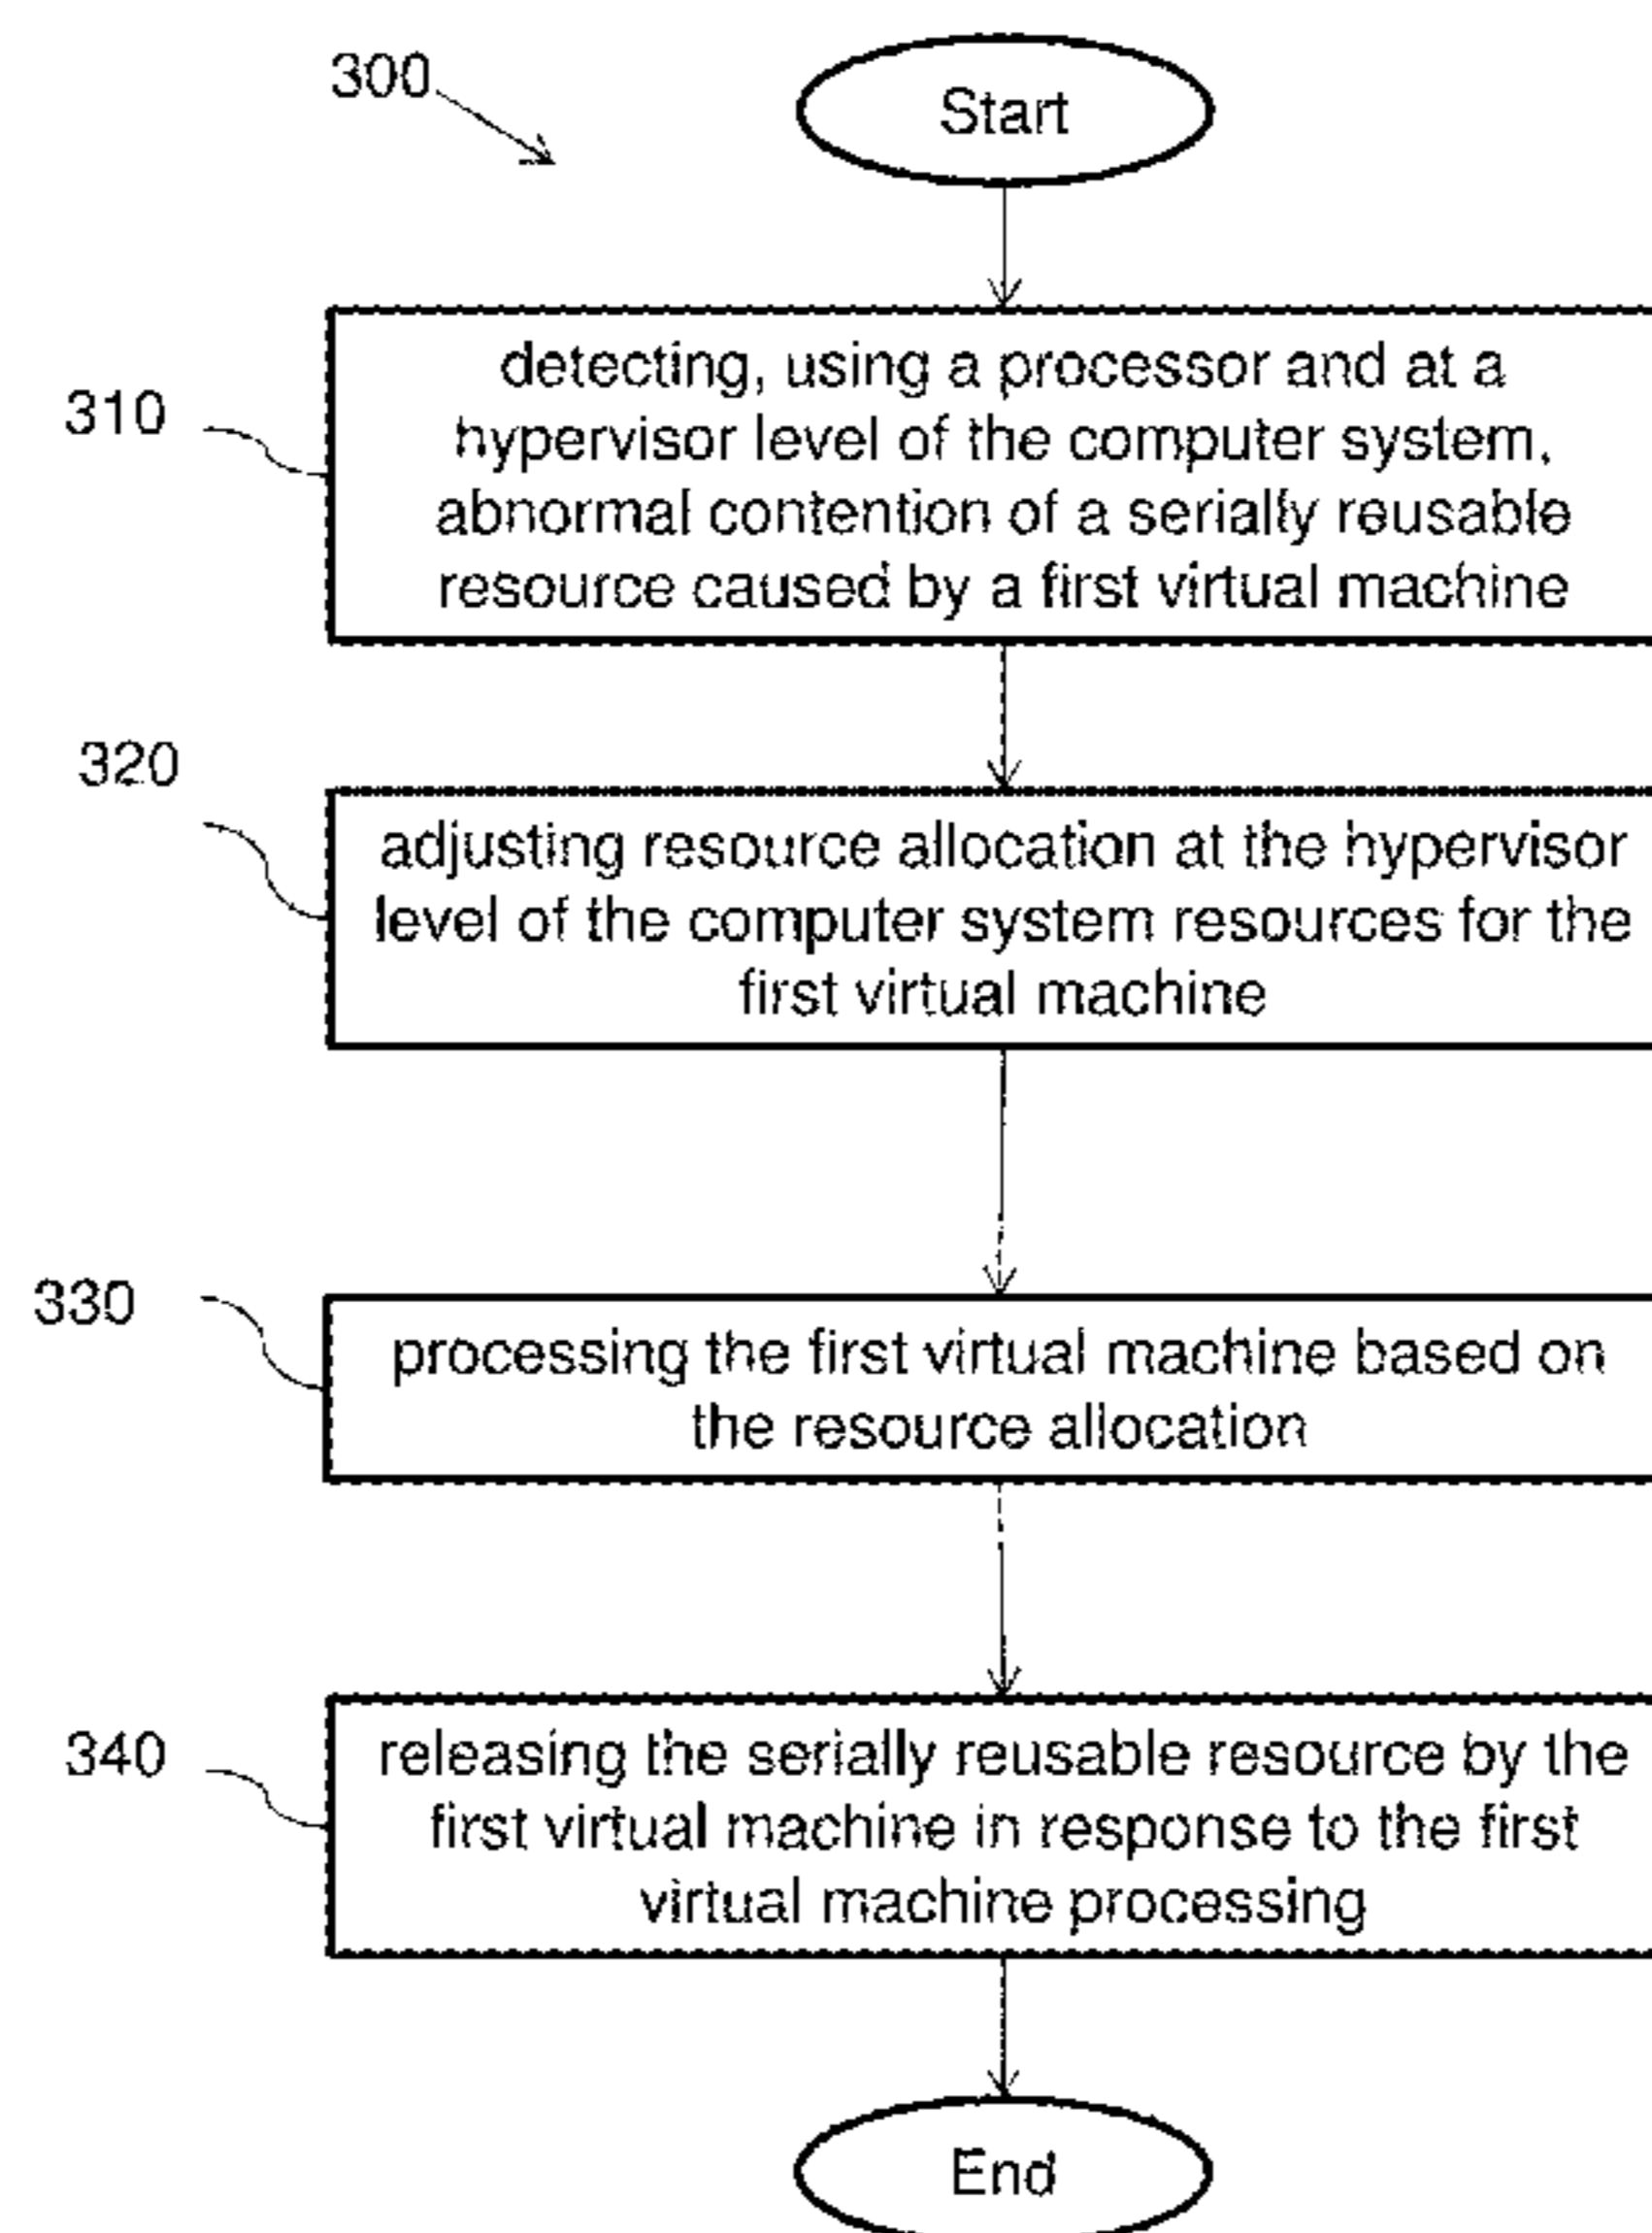 300
Start
310
detecting, using a processor and at a
hypervisor level of the computer system,
abnormal contention of a serially reusable
resource caused by a first virtual machine
320
adjusting resource allocation at the hypervisor
level of the computer system resources for the
first virtual machine
330
processing the first virtual machine based on
the resource allocation
340
releasing the serially reusable resource by the
first virtual machine in response to the first
virtual machine processing
End